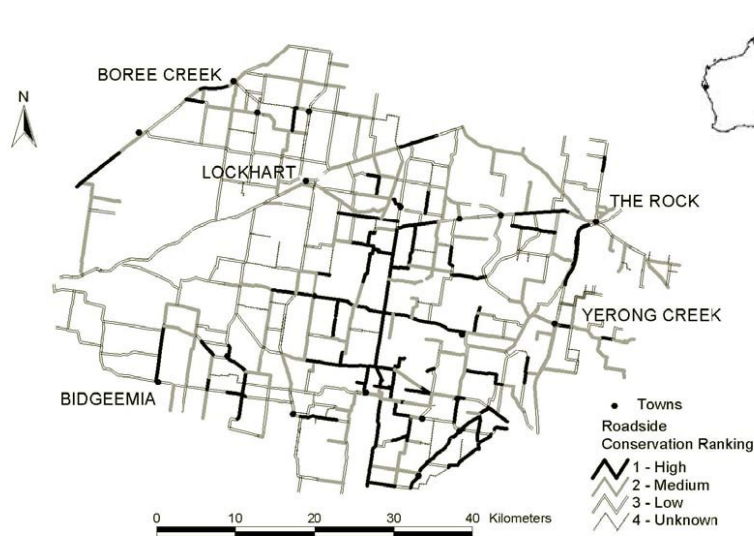 BOREE CREEK
N
LOCKHART
THE ROCK
YERONG CREEK
BIDGEEMIA
Towns
Roadside
Conservation Ranking
1 - High
2 - Medium
3 - Low
4 - Unknown
0 10 20 30 40 Kilometers